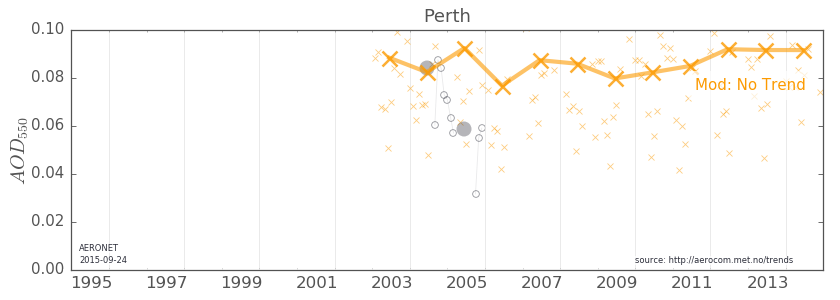 Perth
0.10
0.08
0.06
0.04
0.02
0.00
AOD550
Mod: No Trend
AERONET
2015-09-24
source: http://aerocom.met.no/trends
1995 1997 1999 2001 2003 2005 2007 2009 2011 2013